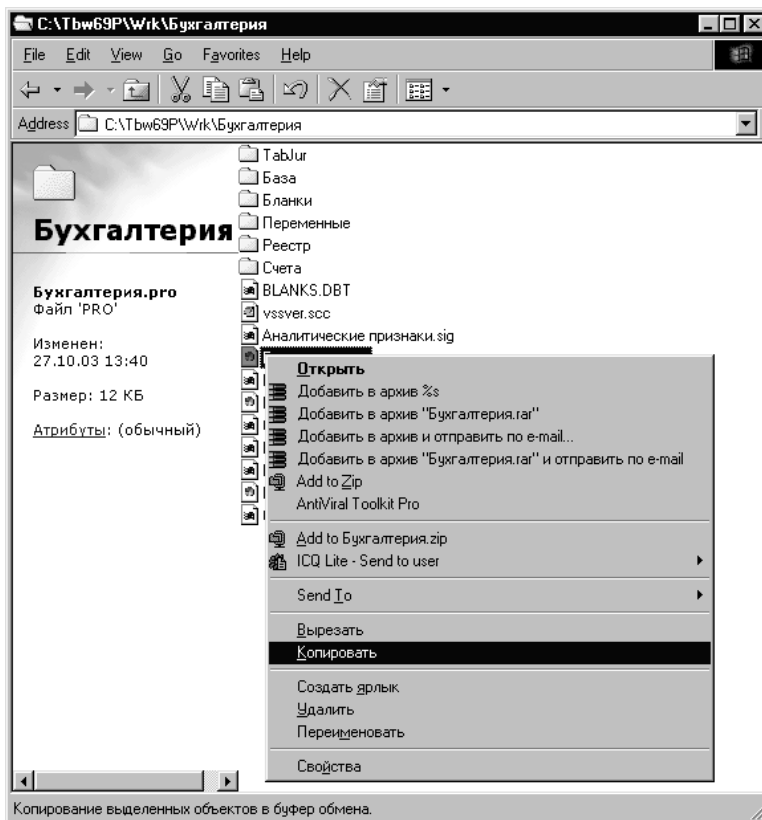 C:\Tbw69P\Wrk\Бухгалтерия
File Edit View Go Favorites Help
Address C:\Tbw69P\Wrk\Бухгалтерия
Бухгалтерия
Бухгалтерия.pro
Файл 'PRO'
Изменен:
27.10.03 13:40
Размер: 12 КБ
Атрибуты: (обычный)
TabJur
База
Бланки
Переменные
Реестр
Счета
BLANKS.DBT
vssver.scc
Аналитические признаки.sig
Открыть
Добавить в архив %s
Добавить в архив "Бухгалтерия.rar"
Добавить в архив и отправить по e-mail...
Добавить в архив "Бухгалтерия.rar" и отправить по e-mail
Add to Zip
AntiViral Toolkit Pro
Add to Бухгалтерия.zip
ICQ Lite - Send to user
Send To
Вырезать
Копировать
Создать ярлык
Удалить
Переименовать
Свойства
Копирование выделенных объектов в буфер обмена.